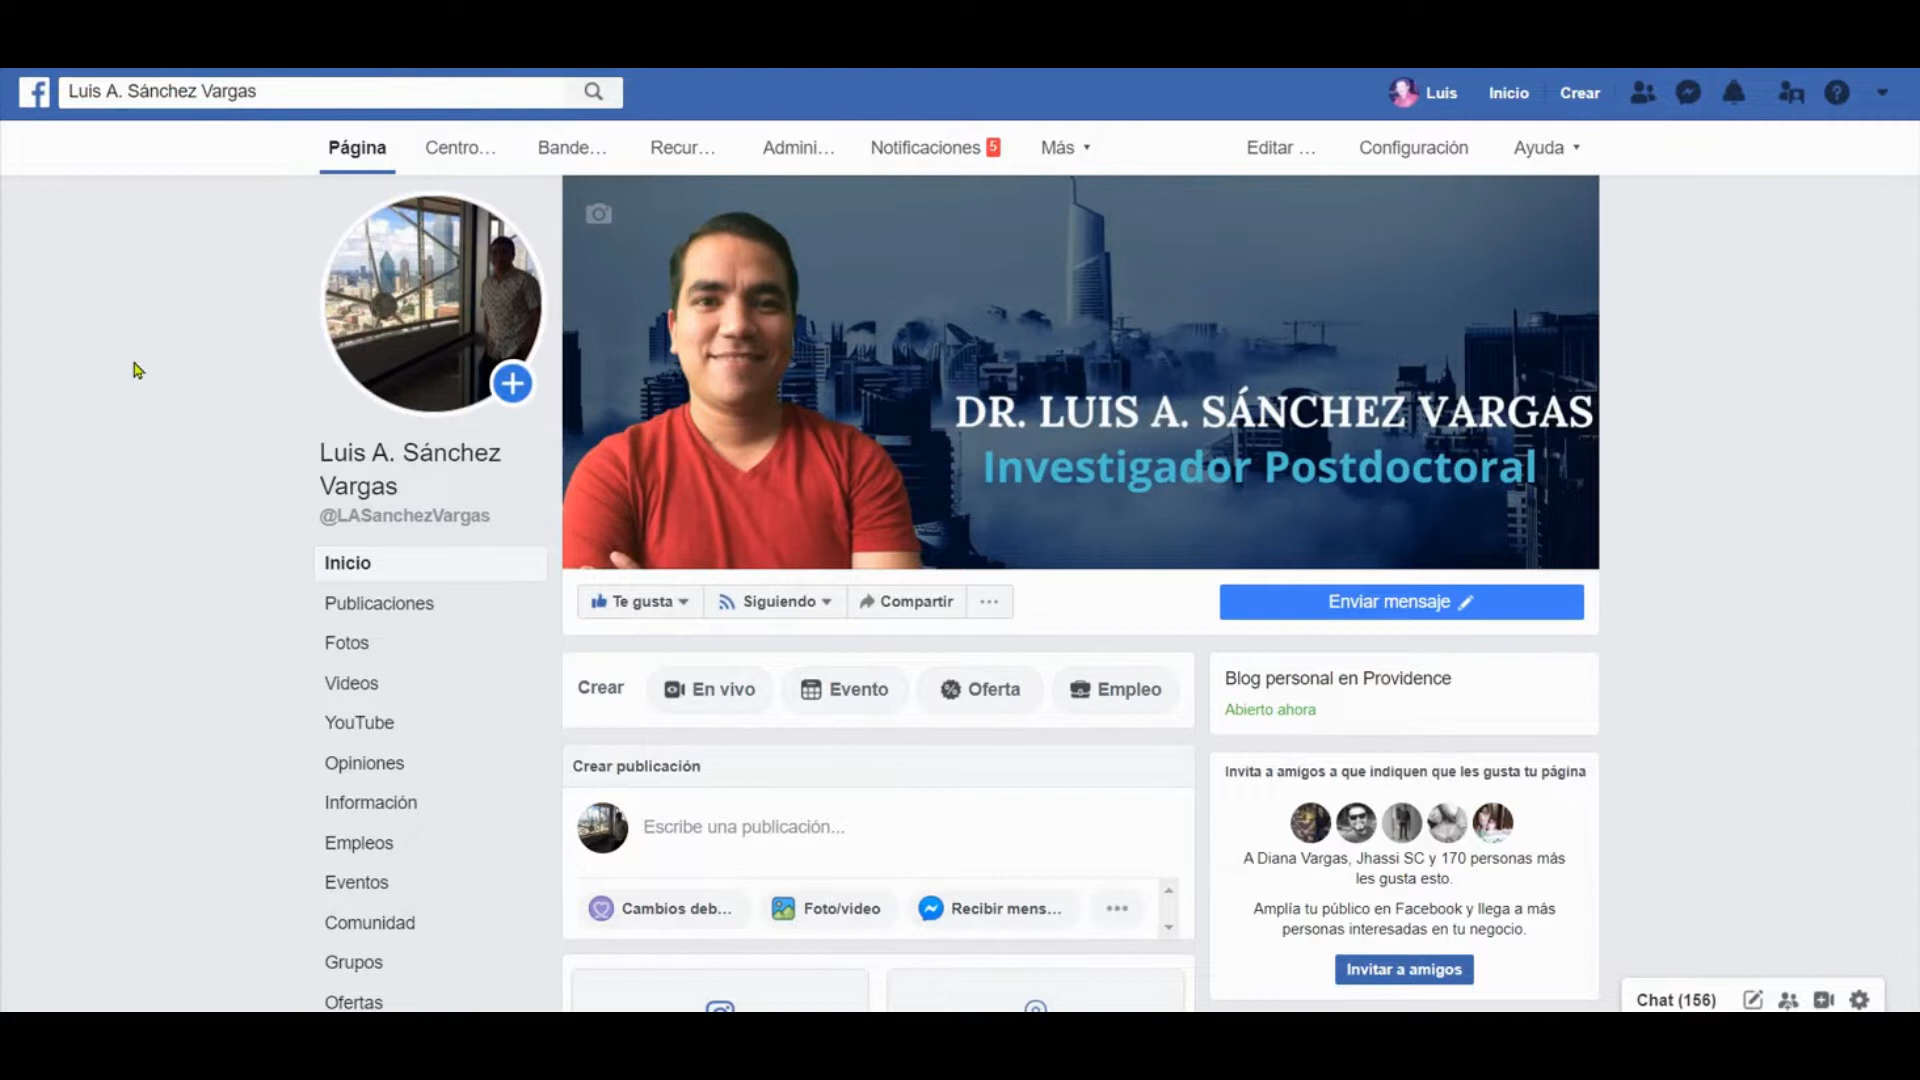 Luis A. Sánchez Vargas
Luis
Inicio
Crear
Página
Centro...
Bande...
Recur...
Admini...
Notificaciones 5
Más
Editar ...
Configuración
Ayuda
DR. LUIS A. SÁNCHEZ VARGAS
Investigador Postdoctoral
Luis A. Sánchez
Vargas
@LASanchezVargas
Inicio
Publicaciones
Fotos
Videos
YouTube
Opiniones
Información
Empleos
Eventos
Comunidad
Grupos
Ofertas
Te gusta
Siguiendo
Compartir
Enviar mensaje
Crear
En vivo
Evento
Oferta
Empleo
Crear publicación
Escribe una publicación...
Cambios deb...
Foto/video
Recibir mens...
Blog personal en Providence
Abierto ahora
Invita a amigos a que indiquen que les gusta tu página
A Diana Vargas, Jhassi SC y 170 personas más
les gusta esto.
Amplía tu público en Facebook y llega a más
personas interesadas en tu negocio.
Invitar a amigos
Chat (156)